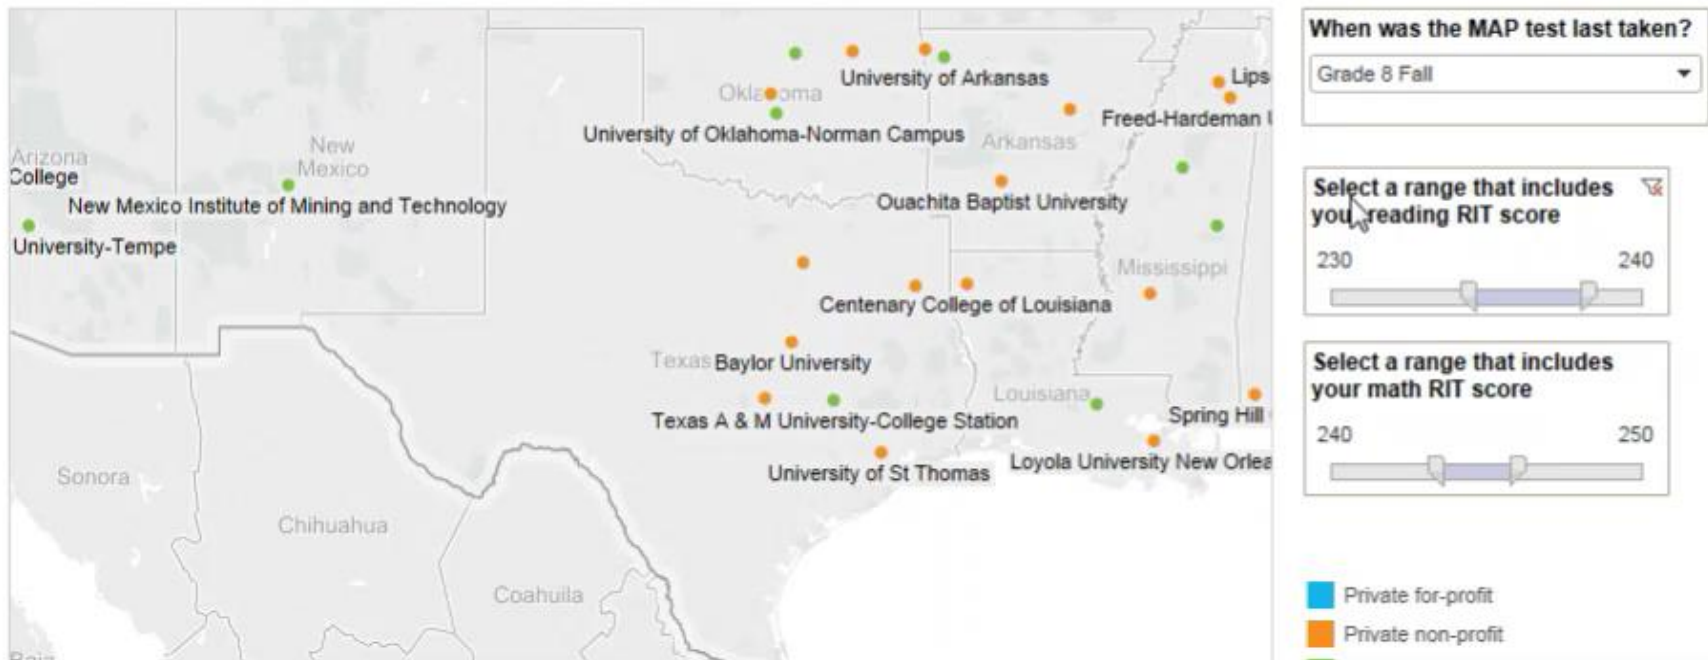 When was the MAP test last taken?
Grade 8 Fall
Select a range that includes
reading RIT score
230 240
Select a range that includes
your math RIT score
240 250
Private for-profit
Private non-profit
University of Arkansas
Lips
Oklahoma
Freed-Hardeman
University of Oklahoma-Norman Campus
Arkansas
New
Mexico
Arizona
College
New Mexico Institute of Mining and Technology
Ouachita Baptist University
University-Tempe
Mississippi
Centenary College of Louisiana
Texas
Baylor University
Louisiana
Texas A & M University-College Station
Spring Hill
University of St Thomas
Loyola University New Orlea
Sonora
Chihuahua
Coahuila